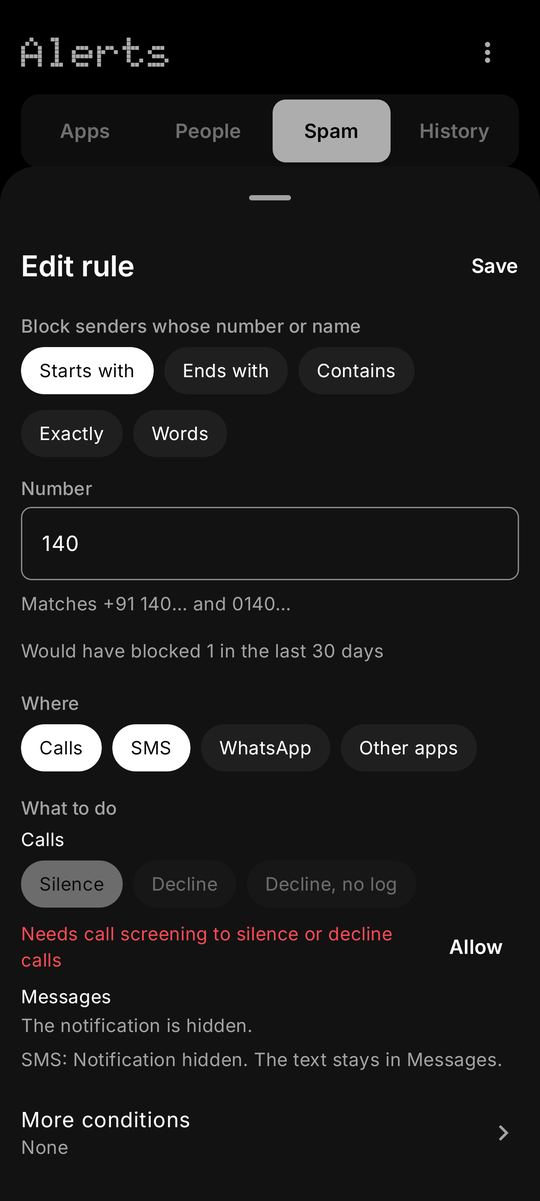 Alerts
Apps People Spam History
Edit rule Save
Block senders whose number or name
Starts with Ends with Contains
Exactly Words
Number
140
Matches +91 140... and 0140...
Would have blocked 1 in the last 30 days
Where
Calls SMS WhatsApp Other apps
What to do
Calls
Silence Decline Decline, no log
Needs call screening to silence or decline
calls
Allow
Messages
The notification is hidden.
SMS: Notification hidden. The text stays in Messages.
More conditions
None